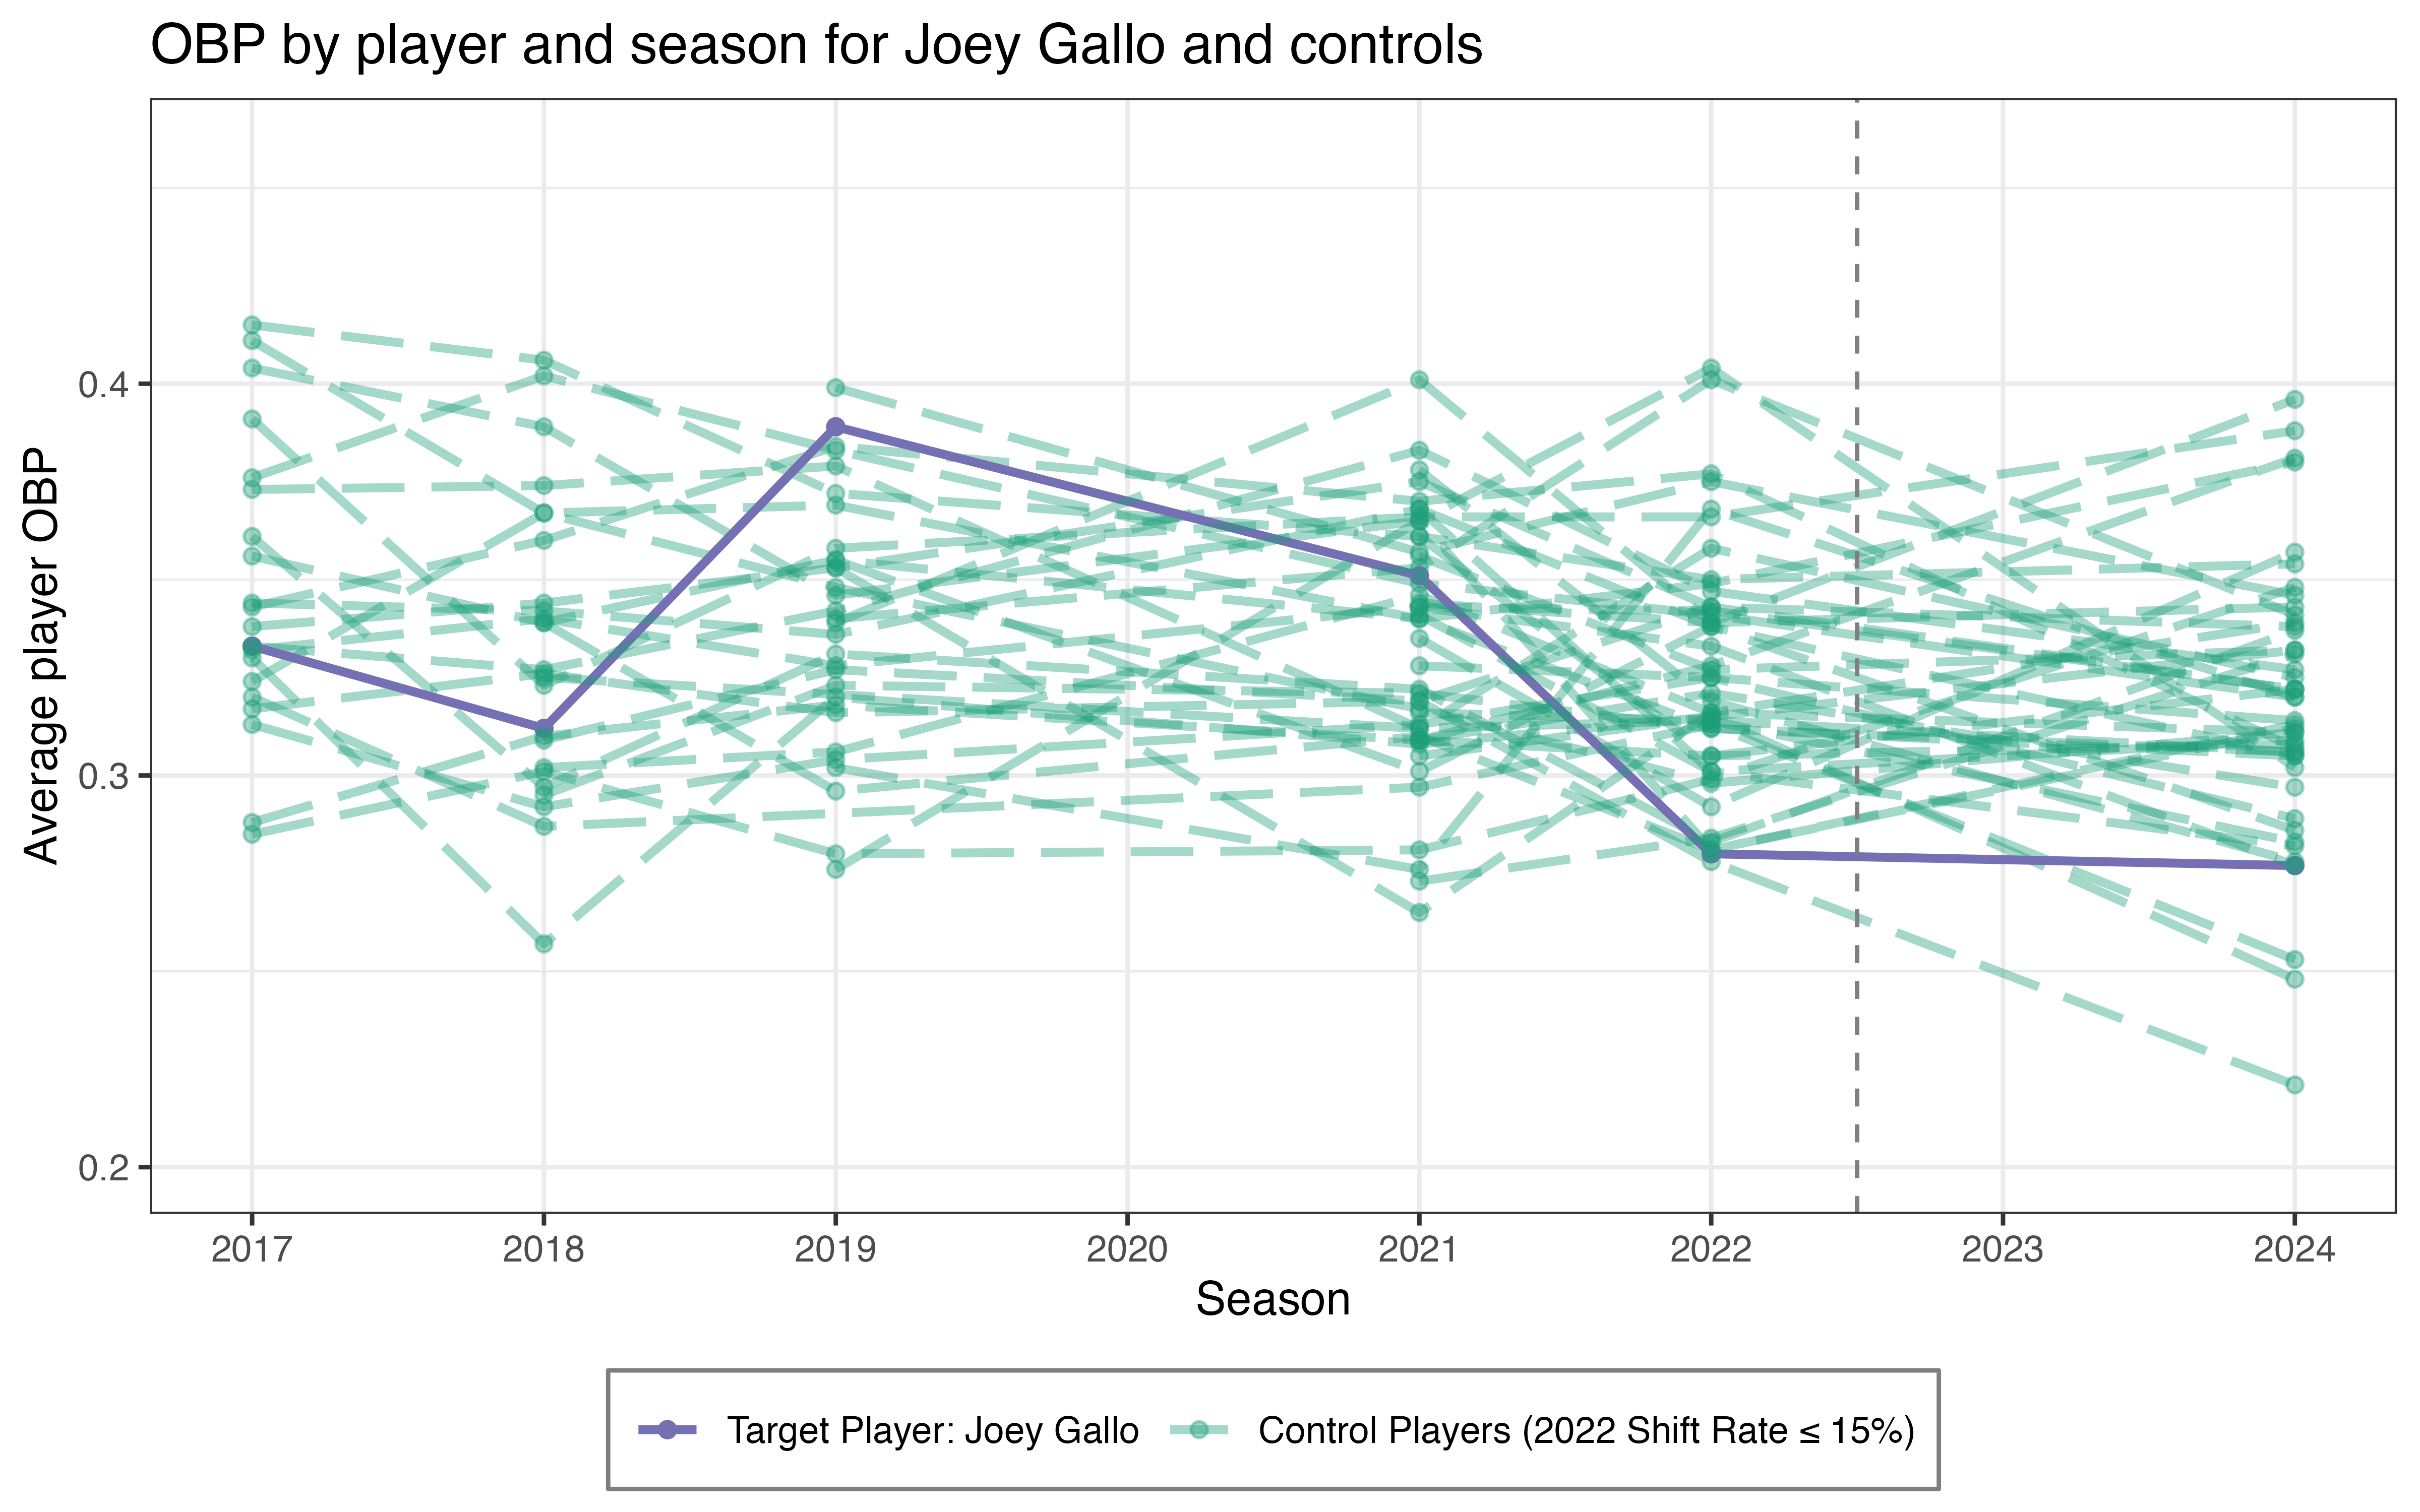 OBP by player and season for Joey Gallo and controls
Average player OBP
0.4
0.3
0.2
2017 2018 2019 2020 2021 2022 2023 2024
Season
Target Player: Joey Gallo Control Players (2022 Shift Rate ≤ 15%)